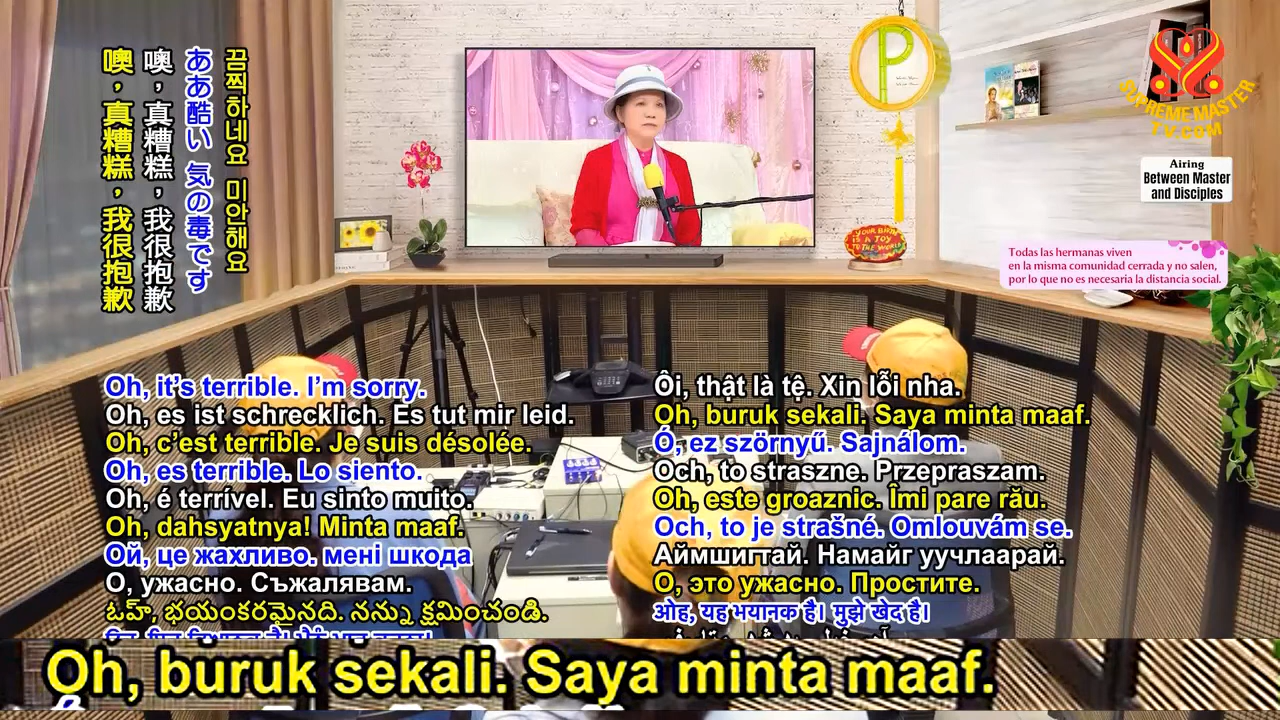 噢，真糟糕，我很抱歉
噢，真糟糕，我很抱歉
ああ酷い 気の毒です
끔찍하네요 미안해요
P
SUPREME MASTER
TV.COM
Airing
Between Master
and Disciples
YOUR BIRTH
IS A JOY
TO THE WORLD
Todas las hermanas viven
en la misma comunidad cerrada y no salen,
por lo que no es necesaria la distancia social.
Oh, it’s terrible. I’m sorry.
Oh, es ist schrecklich. Es tut mir leid.
Oh, c’est terrible. Je suis désolée.
Oh, es terrible. Lo siento.
Oh, é terrível. Eu sinto muito.
Oh, dahsyatnya! Minta maaf.
Ой, це жахливо. мені шкода
О, ужасно. Съжалявам.
ఓహ్, భయంకరమైనది. నన్ను క్షమించండి.
Ôi, thật là tệ. Xin lỗi nha.
Oh, buruk sekali. Saya minta maaf.
Ó, ez szörnyű. Sajnálom.
Och, to straszne. Przepraszam.
Oh, este groaznic. Îmi pare rău.
Och, to je strašné. Omlouvám se.
Аймшигтай. Намайг уучлаарай.
О, это ужасно. Простите.
ओह, यह भयानक है। मुझे खेद है।
Oh, buruk sekali. Saya minta maaf.